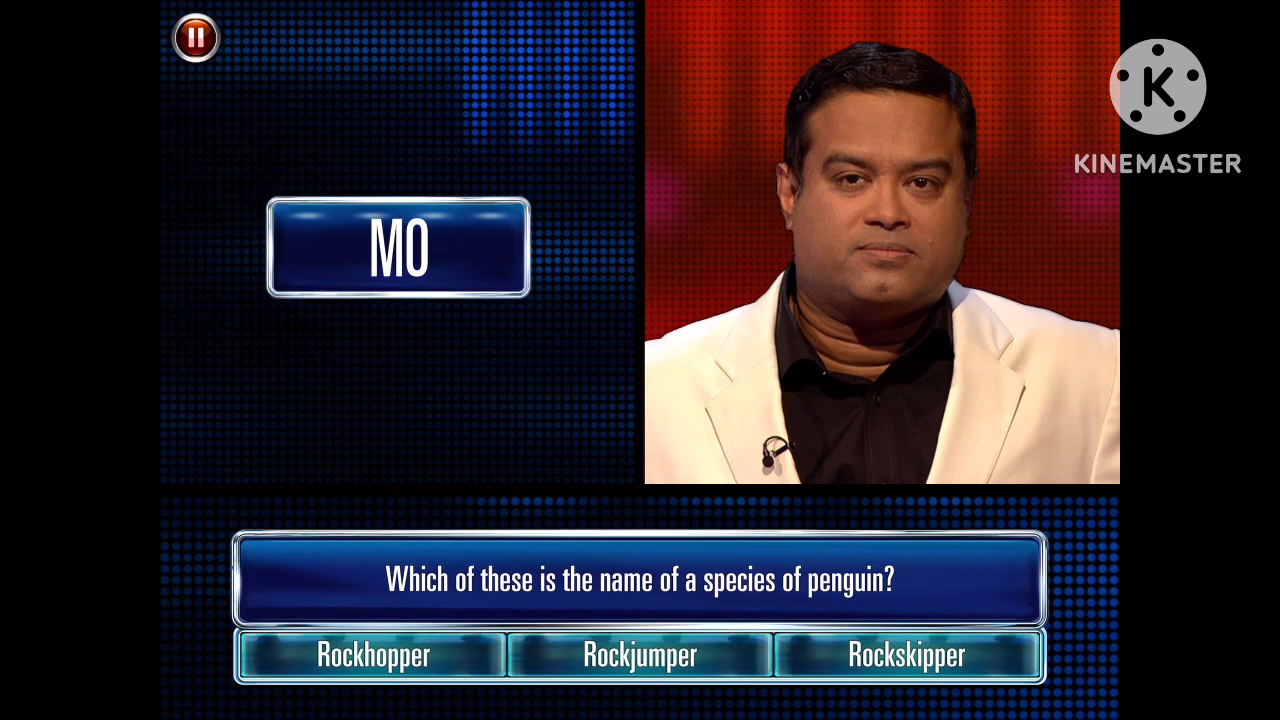 K
KINEMASTER
MO
Which of these is the name of a species of penguin?
Rockhopper
Rockjumper
Rockskipper